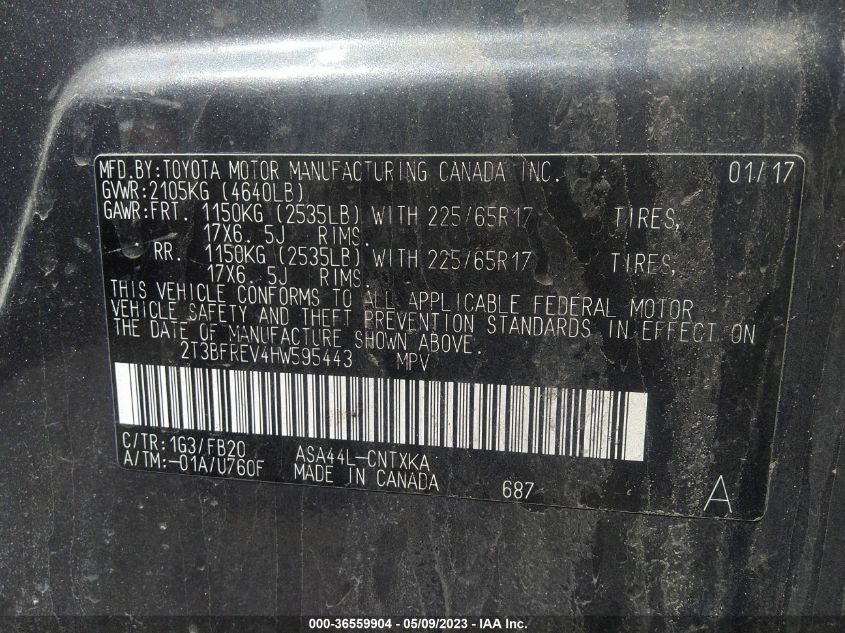 MFD.BY:TOYOTA MOTOR MANUFACTURING CANADA INC. 01/17
GVWR:2105KG (4640LB)
GAWR:FRT. 1150KG (2535LB) WITH 225/65R17 TIRES,
17X6.5J RIMS.
RR. 1150KG (2535LB) WITH 225/65R17 TIRES,
17X6.5J RIMS.
THIS VEHICLE CONFORMS TO ALL APPLICABLE FEDERAL MOTOR
VEHICLE SAFETY AND THEFT PREVENTION STANDARDS IN EFFECT ON
THE DATE OF MANUFACTURE SHOWN ABOVE.
2T3BFREV4HW595443 MPV
C/TR:1G3/FB20 ASA44L-CNTXKA
A/TM:-01A/U760F MADE IN CANADA 687 A
000-36559904 - 05/09/2023 - IAA Inc.